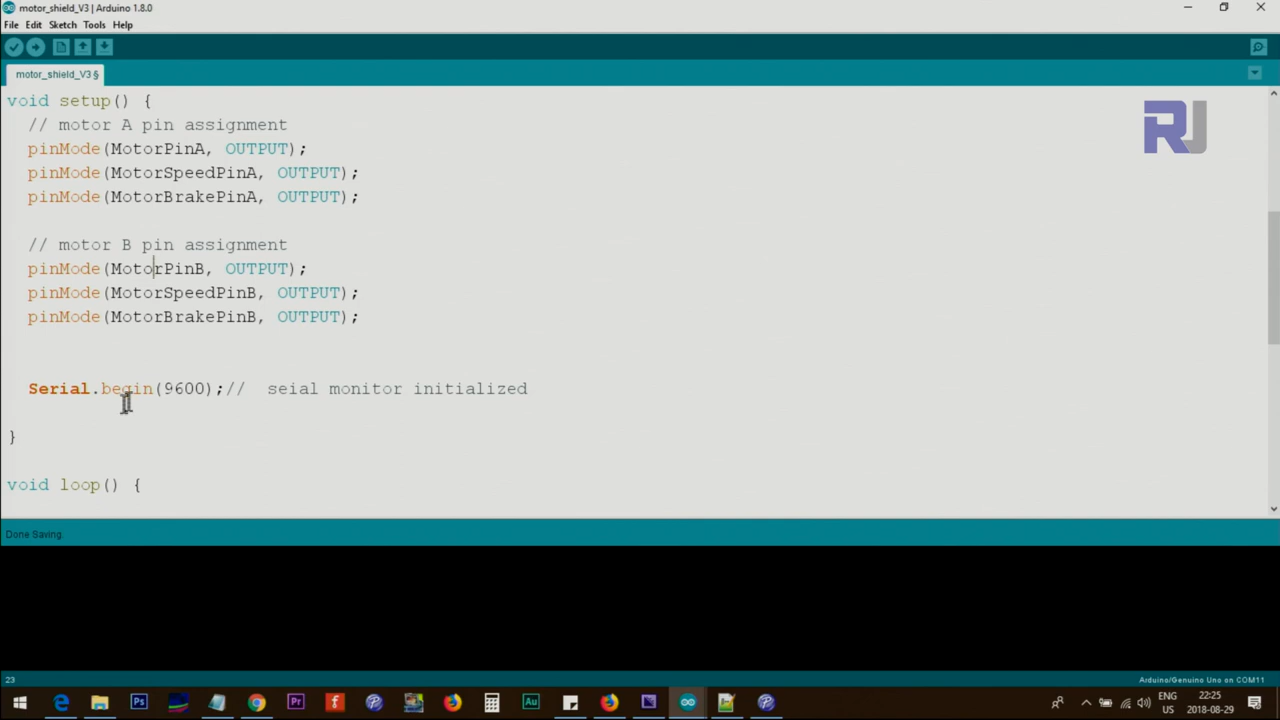 motor_shield_V3 | Arduino 1.8.0
File Edit Sketch Tools Help
motor_shield_V3 §
void setup() {
// motor A pin assignment
pinMode(MotorPinA, OUTPUT);
pinMode(MotorSpeedPinA, OUTPUT);
pinMode(MotorBrakePinA, OUTPUT);
// motor B pin assignment
pinMode(MotorPinB, OUTPUT);
pinMode(MotorSpeedPinB, OUTPUT);
pinMode(MotorBrakePinB, OUTPUT);
Serial.begin(9600);//  seial monitor initialized
}
void loop() {
RJ
Done Saving.
23
Arduino/Genuino Uno on COM11
Ps
Pr
f
Au
ENG
US
22:25
2018-08-29